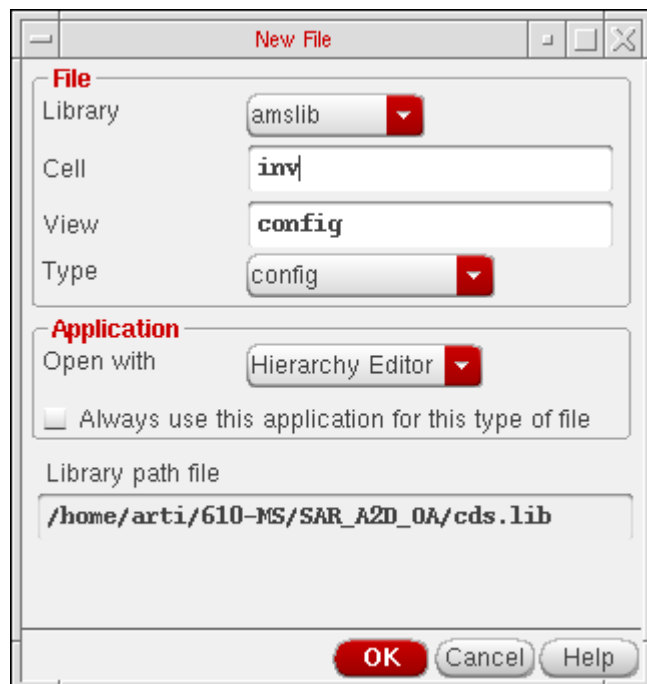 New File
File
Library amslib
Cell inv
View config
Type config
Application
Open with Hierarchy Editor
Always use this application for this type of file
Library path file
/home/arti/610-MS/SAR_A2D_OA/cds.lib
OK Cancel Help